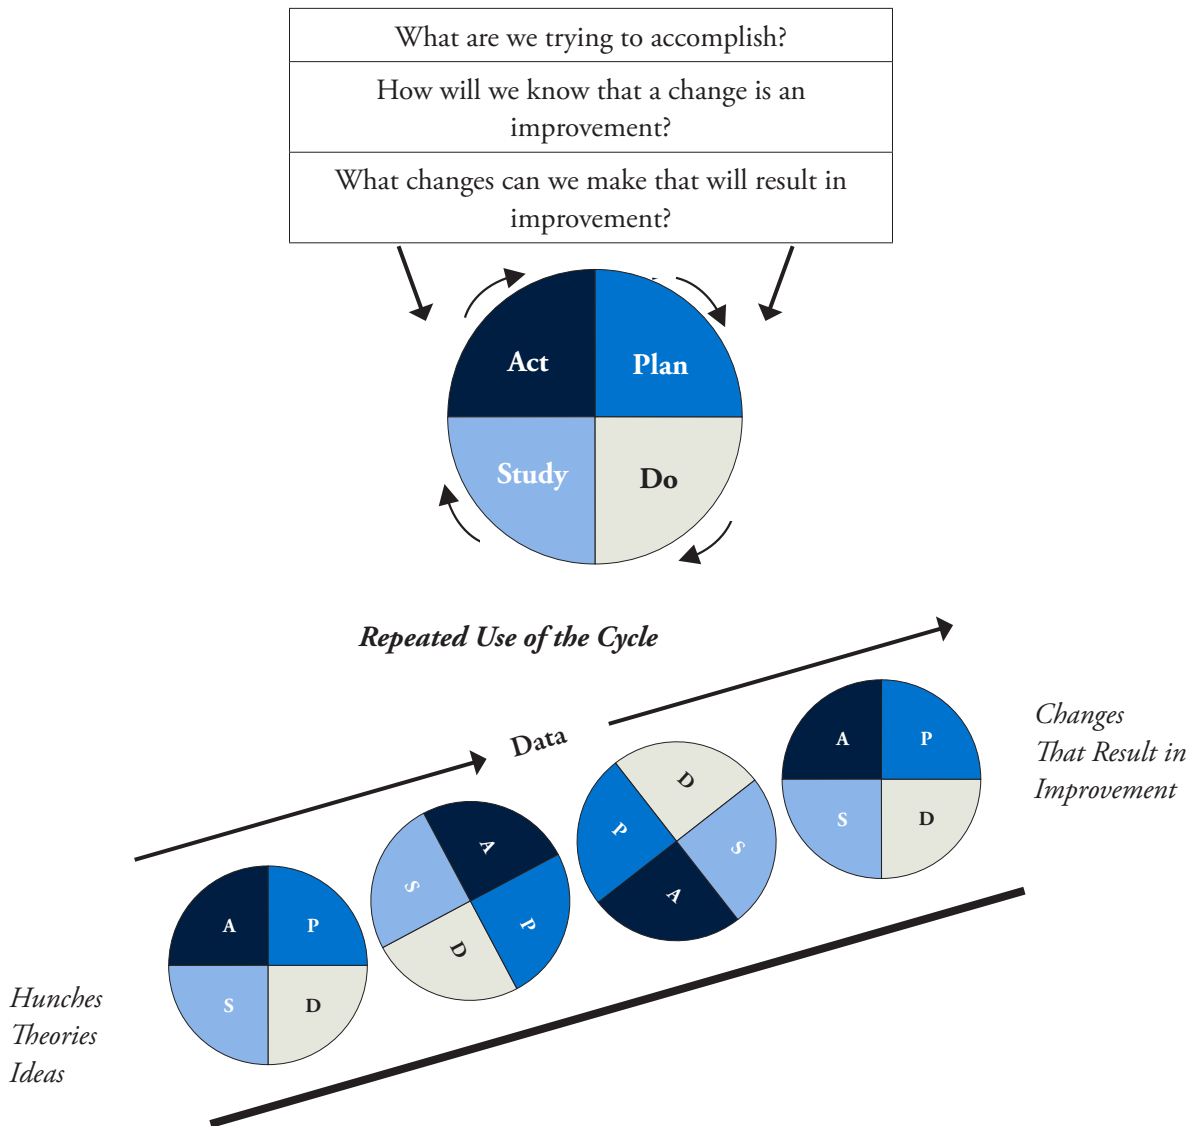 What are we trying to accomplish?
How will we know that a change is an
improvement?
What changes can we make that will result in
improvement?
Act
Plan
Study
Do
Repeated Use of the Cycle
Data
Changes
That Result in
Improvement
A
P
S
D
A
P
S
D
A
P
S
D
A
P
S
D
Hunches
Theories
Ideas